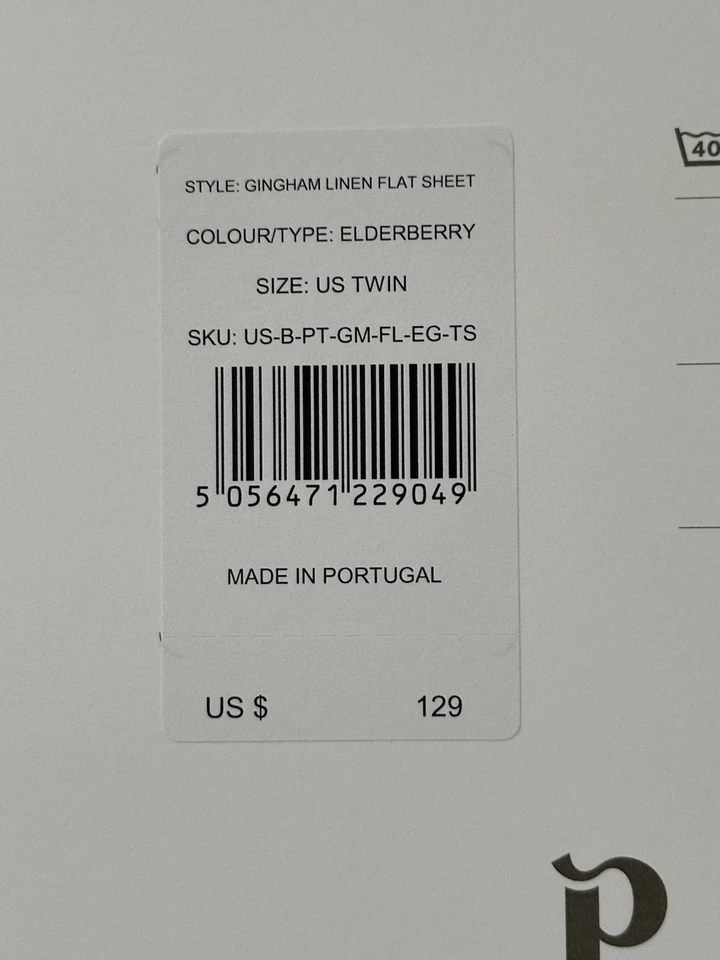 STYLE: GINGHAM LINEN FLAT SHEET
COLOUR/TYPE: ELDERBERRY
SIZE: US TWIN
SKU: US-B-PT-GM-FL-EG-TS
5 056471 229049
MADE IN PORTUGAL
US $ 129
40
p